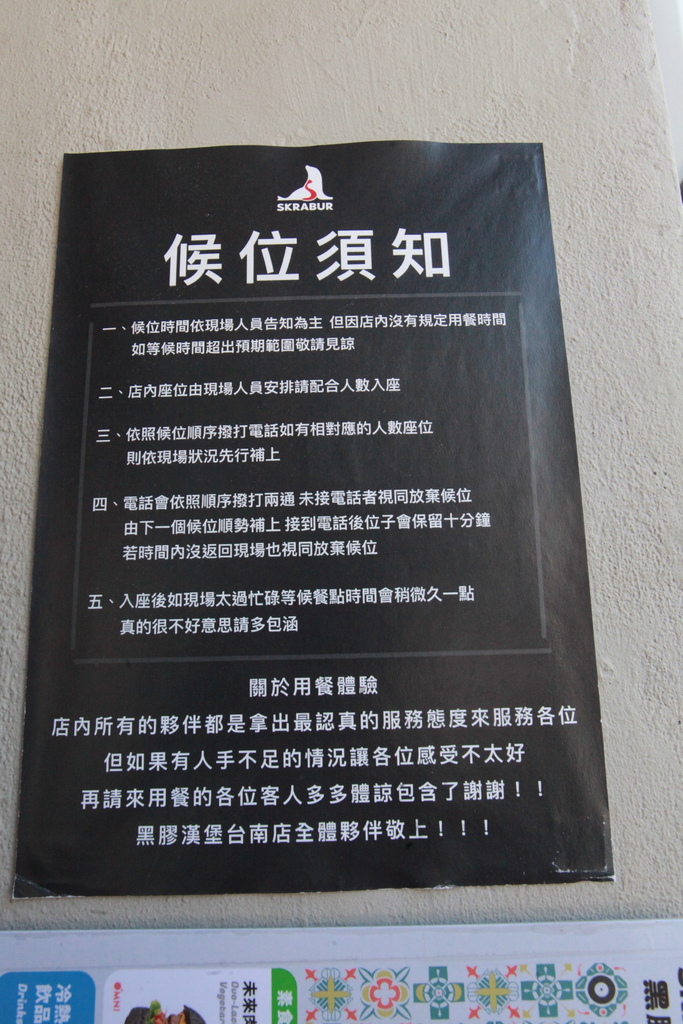 SKRABUR
候位須知
一、候位時間依現場人員告知為主 但因店內沒有規定用餐時間
如等候時間超出預期範圍敬請見諒
二、店內座位由現場人員安排請配合人數入座
三、依照候位順序撥打電話如有相對應的人數座位
則依現場狀況先行補上
四、電話會依照順序撥打兩通 未接電話者視同放棄候位
由下一個候位順勢補上 接到電話後位子會保留十分鐘
若時間內沒返回現場也視同放棄候位
五、入座後如現場太過忙碌等候餐點時間會稍微久一點
真的很不好意思請多包涵
關於用餐體驗
店內所有的夥伴都是拿出最認真的服務態度來服務各位
但如果有人手不足的情況讓各位感受不太好
再請來用餐的各位客人多多體諒包含了謝謝！！
黑膠漢堡台南店全體夥伴敬上！！！
冷熱
飲品
Drinks
OMNI
未來肉
素食
黑